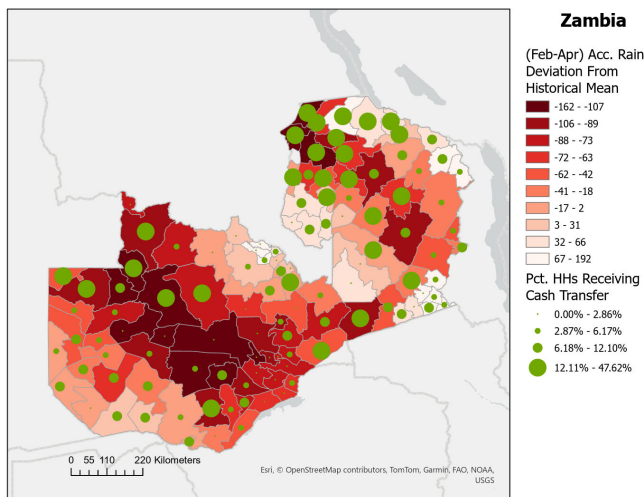 Zambia
(Feb-Apr) Acc. Rain
Deviation From
Historical Mean
-162 - -107
-106 - -89
-88 - -73
-72 - -63
-62 - -42
-41 - -18
-17 - 2
3 - 31
32 - 66
67 - 192
Pct. HHs Receiving
Cash Transfer
0.00% - 2.86%
2.87% - 6.17%
6.18% - 12.10%
12.11% - 47.62%
0 55 110 220 Kilometers
Esri, © OpenStreetMap contributors, TomTom, Garmin, FAO, NOAA,
USGS